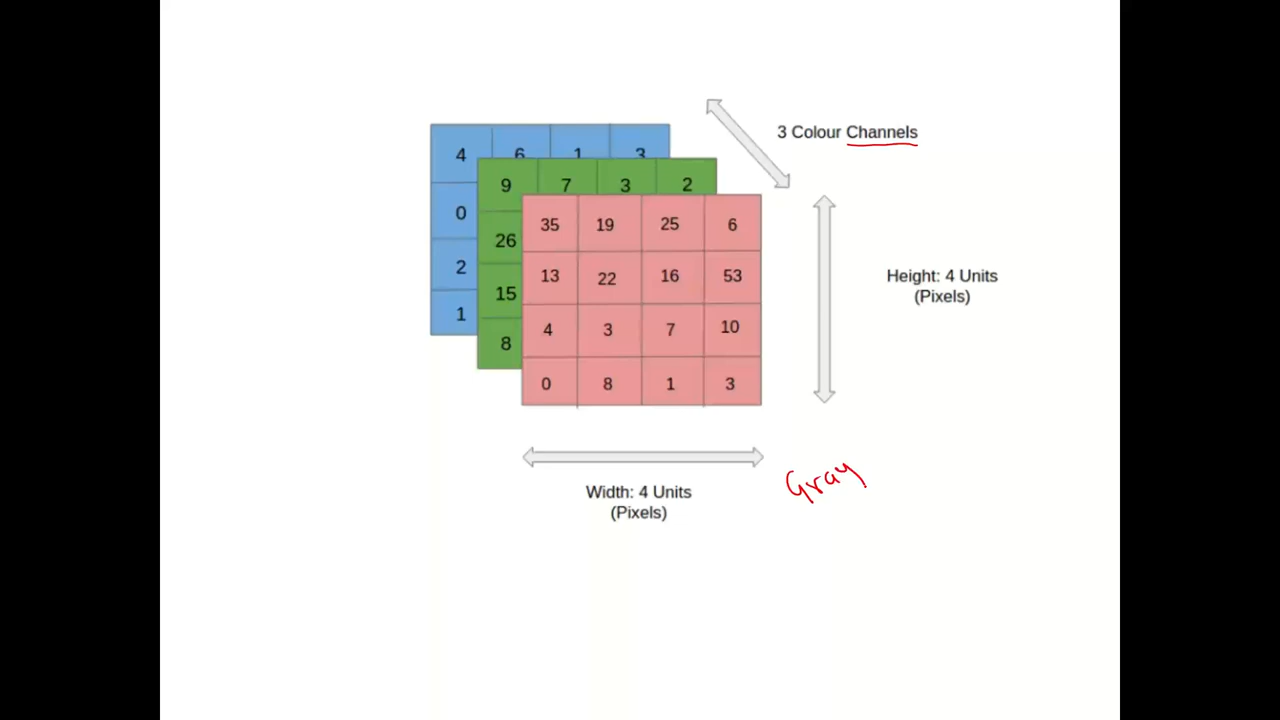 3 Colour Channels
4 6 1 3
9 7 3 2
0
35 19 25 6
26
13 22 16 53
2
15
4 3 7 10
1
8
0 8 1 3
Height: 4 Units
(Pixels)
Width: 4 Units
(Pixels)
Gray